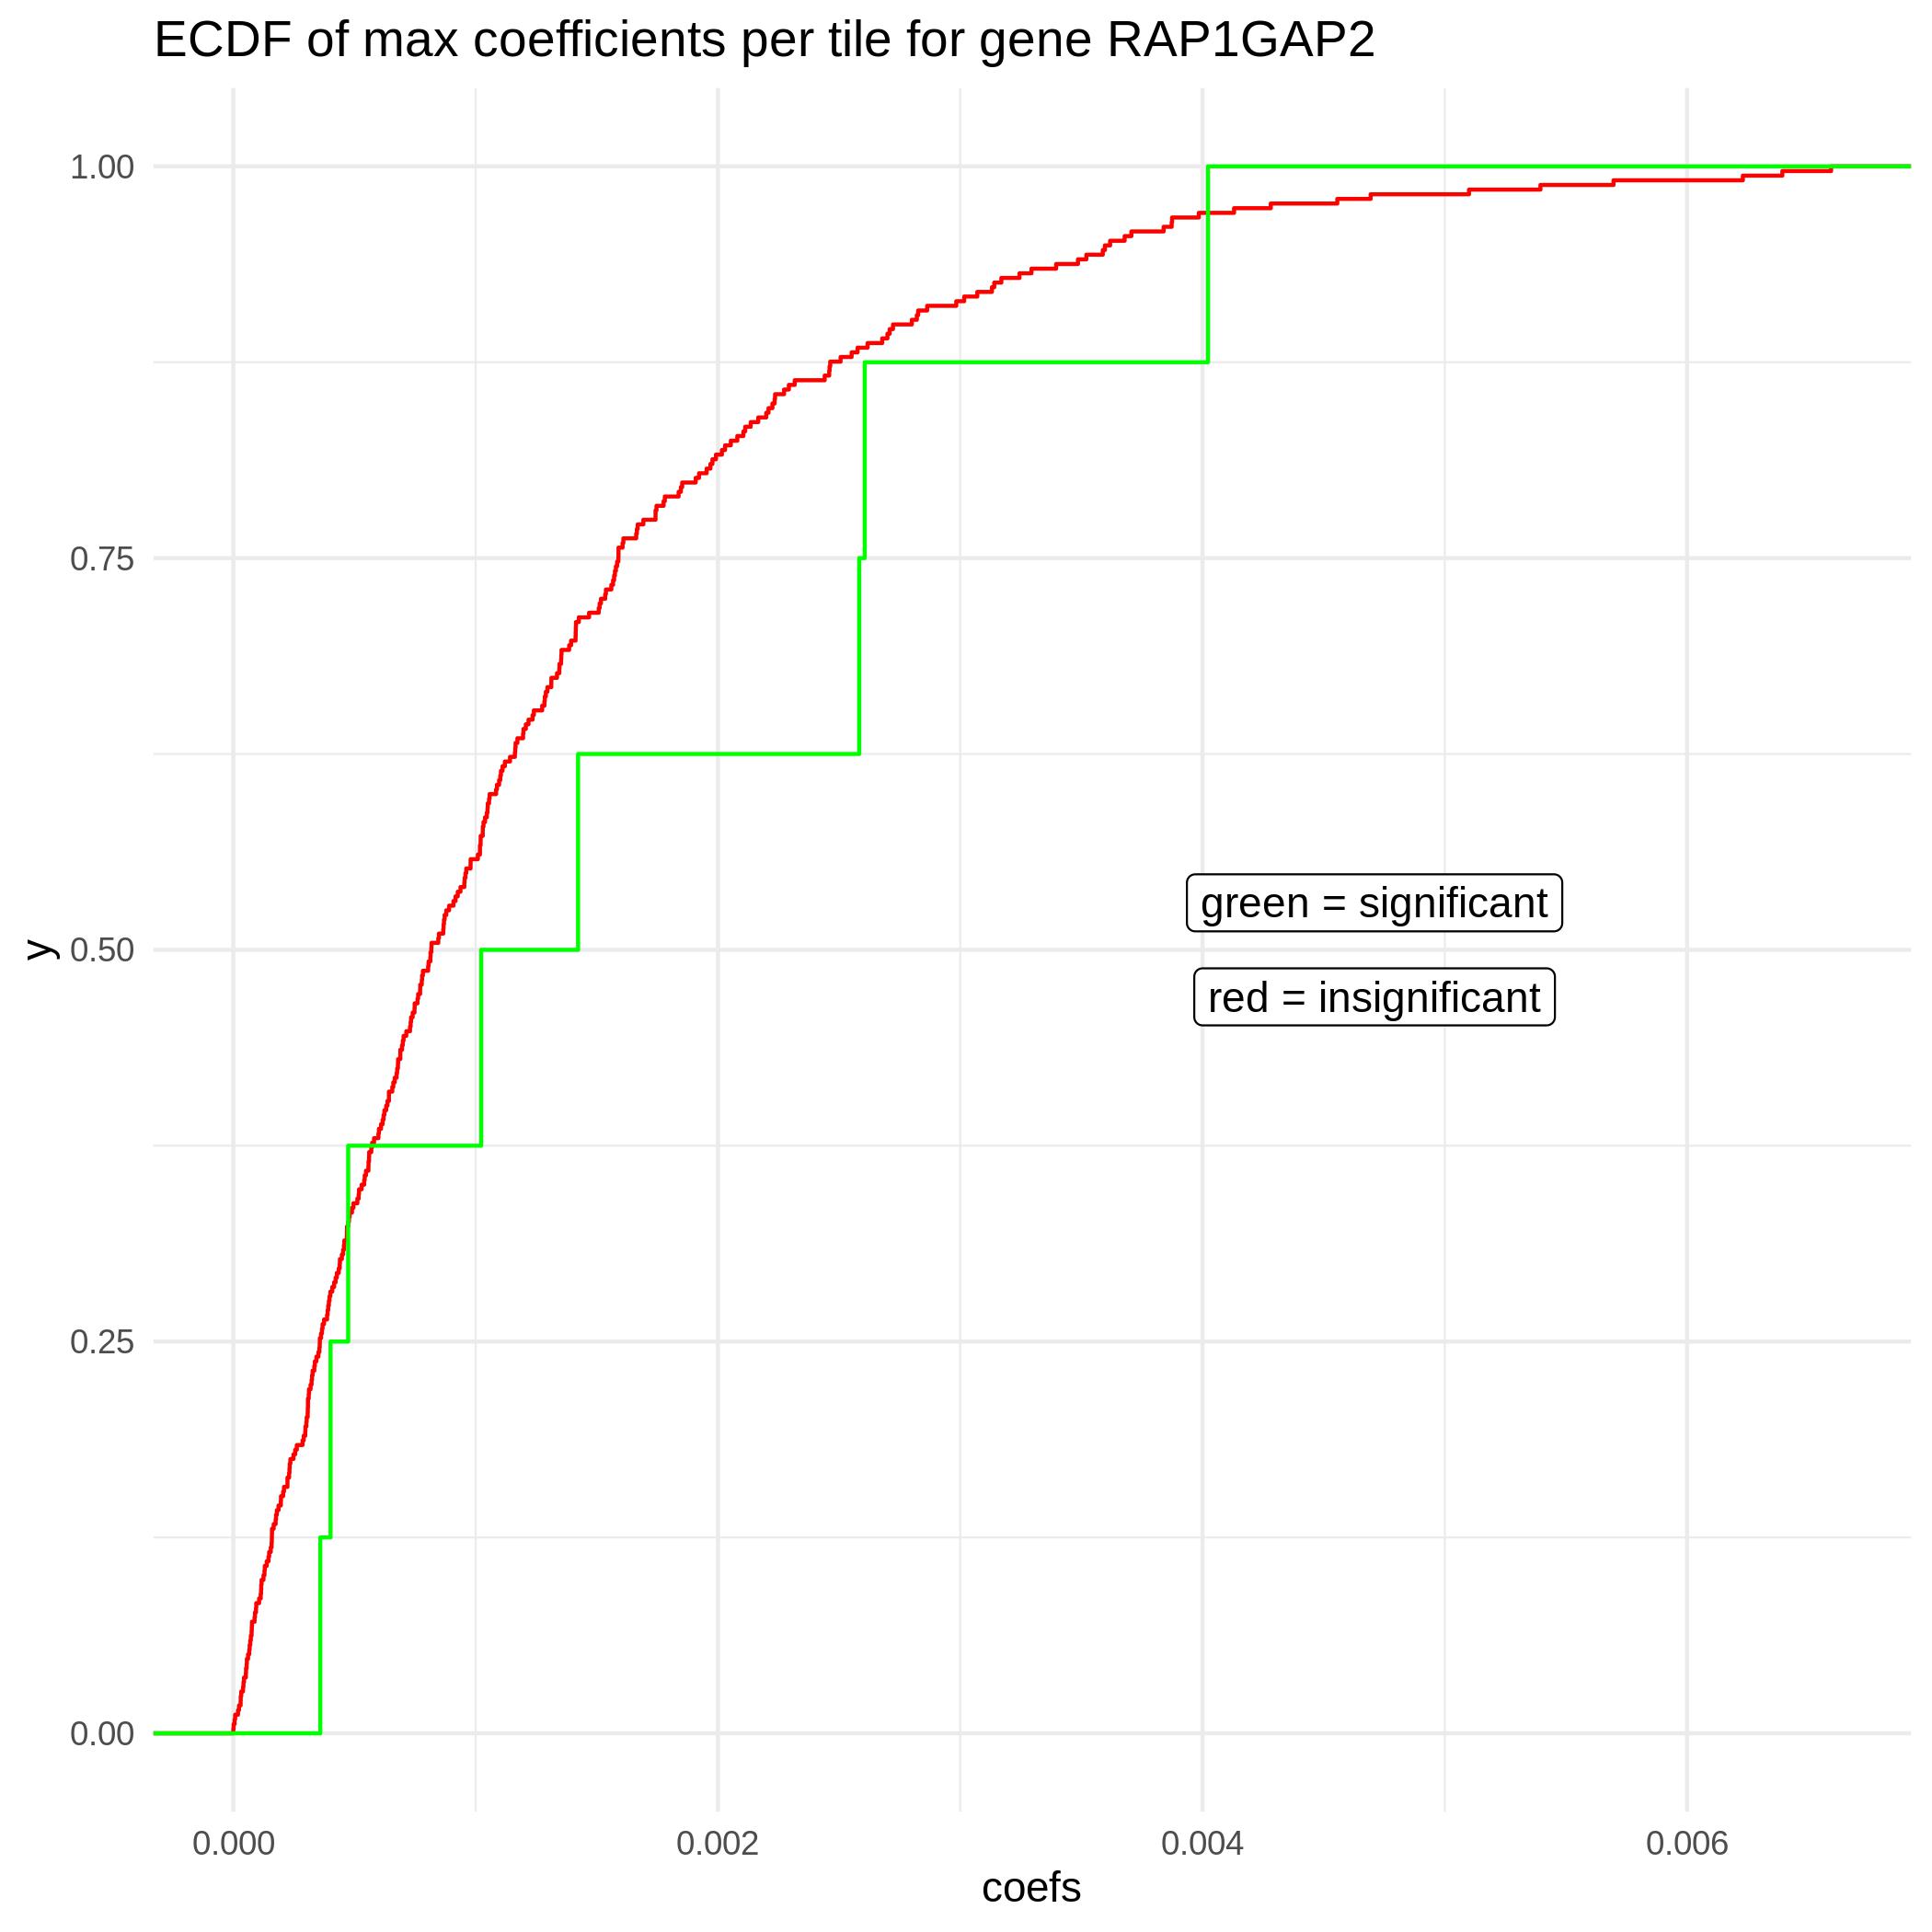 ECDF of max coefficients per tile for gene RAP1GAP2
1.00
0.75
0.50
0.25
0.00
y
green = significant
red = insignificant
0.000
0.002
0.004
0.006
coefs